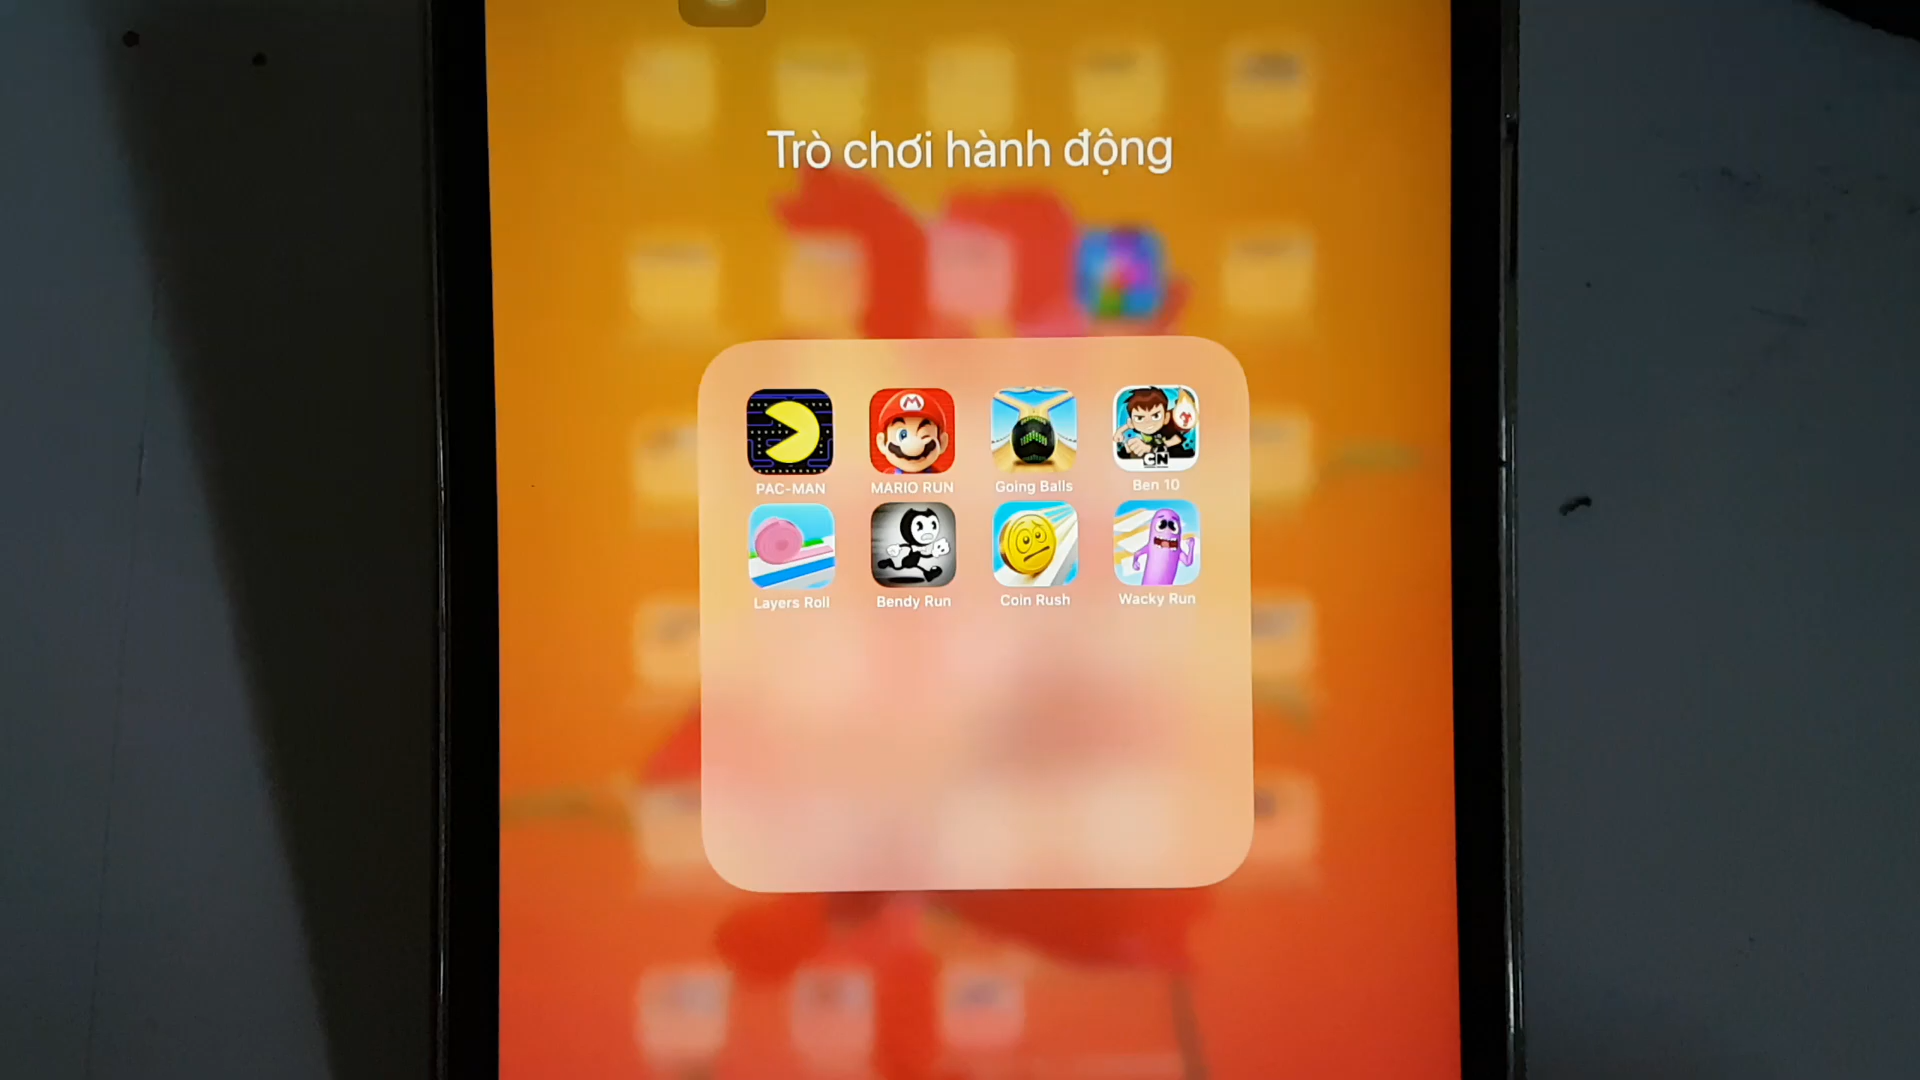 Trò chơi hành động
PAC-MAN
MARIO RUN
Going Balls
Ben 10
CN
Layers Roll
Bendy Run
Coin Rush
Wacky Run